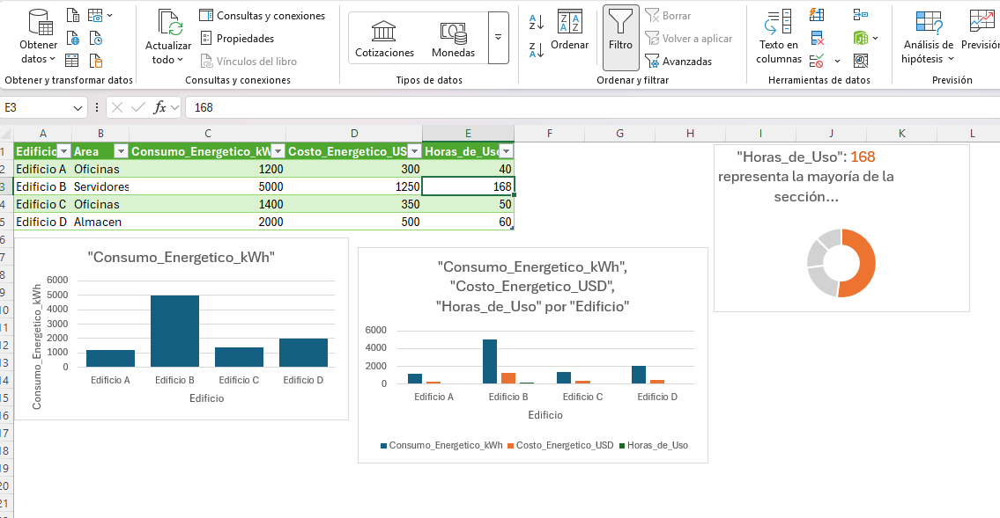 Obtener
datos
Obtener y transformar datos
Actualizar
todo
Consultas y conexiones
Propiedades
Vínculos del libro
Consultas y conexiones
Cotizaciones
Monedas
Tipos de datos
Ordenar
Filtro
Borrar
Volver a aplicar
Avanzadas
Ordenar y filtrar
Texto en
columnas
Herramientas de datos
Análisis de
hipótesis
Previsión
E3
fx
168
A B C D E F G H I J K L
1 Edificio Area Consumo_Energetico_kW Costo_Energetico_US Horas_de_Uso
2 Edificio A Oficinas 1200 300 40
3 Edificio B Servidores 5000 1250 168
4 Edificio C Oficinas 1400 350 50
5 Edificio D Almacen 2000 500 60
6
7
8
9
10
11
12
13
14
15
16
17
18
19
20
21
"Consumo_Energetico_kWh"
Consumo_Energetico_kWh
6000
5000
4000
3000
2000
1000
0
Edificio A Edificio B Edificio C Edificio D
Edificio
"Consumo_Energetico_kWh",
"Costo_Energetico_USD",
"Horas_de_Uso" por "Edificio"
6000
4000
2000
0
Edificio A Edificio B Edificio C Edificio D
Edificio
Consumo_Energetico_kWh Costo_Energetico_USD Horas_de_Uso
"Horas_de_Uso": 168
representa la mayoría de la
sección...